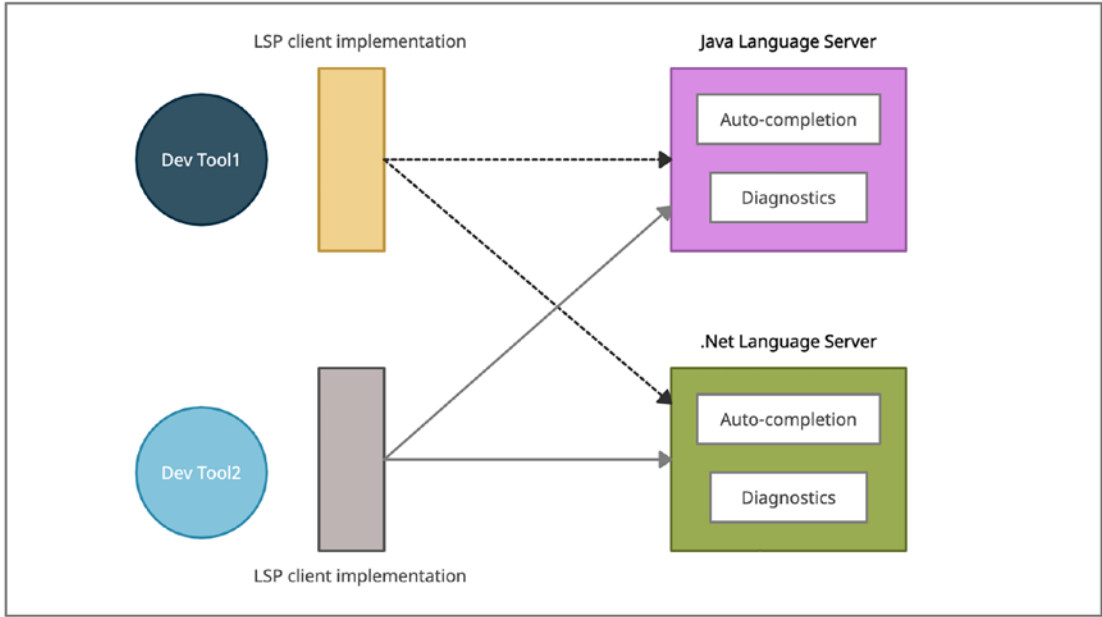 LSP client implementation
Java Language Server
Dev Tool1
Auto-completion
Diagnostics
.Net Language Server
Dev Tool2
Auto-completion
Diagnostics
LSP client implementation